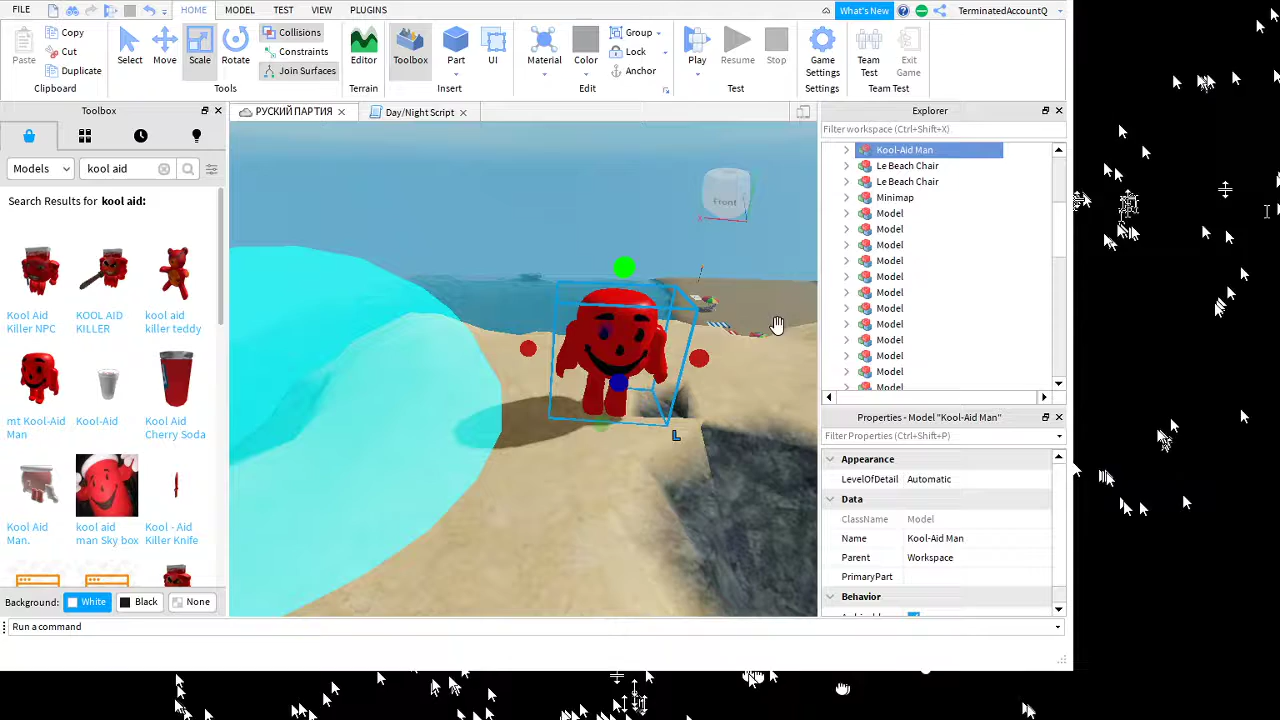 FILE HOME MODEL TEST VIEW PLUGINS What's New TerminatedAccountQ
Paste Copy Cut Duplicate
Select Move Scale Rotate
Collisions Constraints Join Surfaces
Editor Toolbox Part UI
Material Color Group Lock Anchor
Play Resume Stop
Game Settings Team Test Exit Game
Clipboard Tools Terrain Insert Edit Test Settings Team Test
Toolbox
РУСКИЙ ПАРТИЯ Day/Night Script
Models kool aid
Search Results for kool aid:
Kool Aid Killer NPC
KOOL AID KILLER
kool aid killer teddy
mt Kool-Aid Man
Kool-Aid
Kool Aid Cherry Soda
Kool Aid Man.
kool aid man Sky box
Kool - Aid Killer Knife
Background: White Black None
Run a command
Front
X
L
Explorer
Filter workspace (Ctrl+Shift+X)
Kool-Aid Man
Le Beach Chair
Le Beach Chair
Minimap
Model
Model
Model
Model
Model
Model
Model
Model
Model
Model
Model
Model
Properties - Model "Kool-Aid Man"
Filter Properties (Ctrl+Shift+P)
Appearance
LevelOfDetail Automatic
Data
ClassName Model
Name Kool-Aid Man
Parent Workspace
PrimaryPart
Behavior